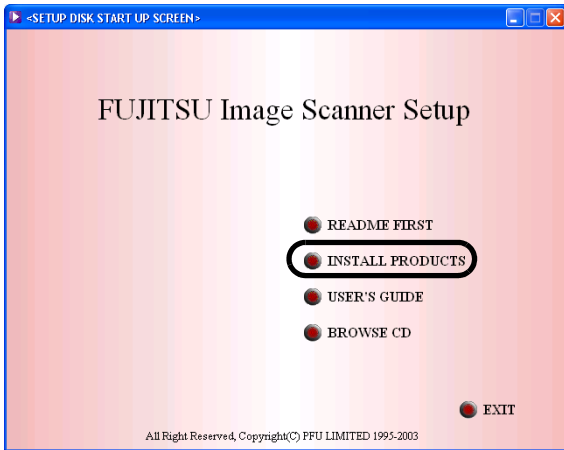 <SETUP DISK START UP SCREEN>
FUJITSU Image Scanner Setup
README FIRST
INSTALL PRODUCTS
USER'S GUIDE
BROWSE CD
EXIT
All Right Reserved, Copyright(C) PFU LIMITED 1995-2003